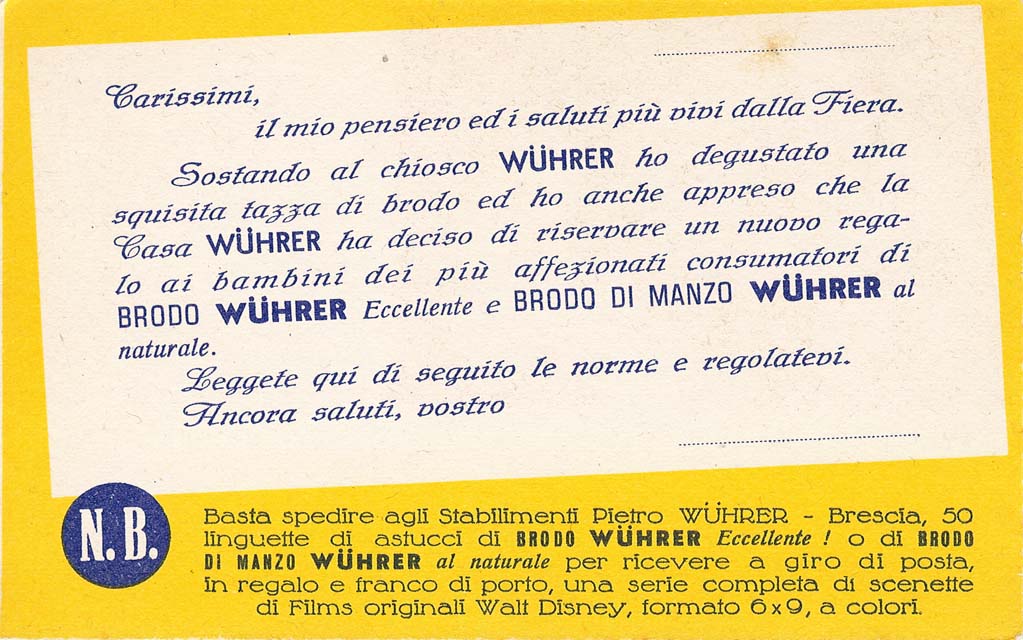 Carissimi,
il mio pensiero ed i saluti più vivi dalla Fiera.
Sostando al chiosco WÜHRER ho degustato una
squisita tazza di brodo ed ho anche appreso che la
Casa WÜHRER ha deciso di riservare un nuovo rega-
lo ai bambini dei più affezionati consumatori di
BRODO WÜHRER Eccellente e BRODO DI MANZO WÜHRER al
naturale.
Leggete qui di seguito le norme e regolatevi.
Ancora saluti, vostro
N. B.
Basta spedire agli Stabilimenti Pietro WÜHRER - Brescia, 50
linguette di astucci di BRODO WÜHRER Eccellente ! o di BRODO
DI MANZO WÜHRER al naturale per ricevere a giro di posta,
in regalo e franco di porto, una serie completa di scenette
di Films originali Walt Disney, formato 6x9, a colori.